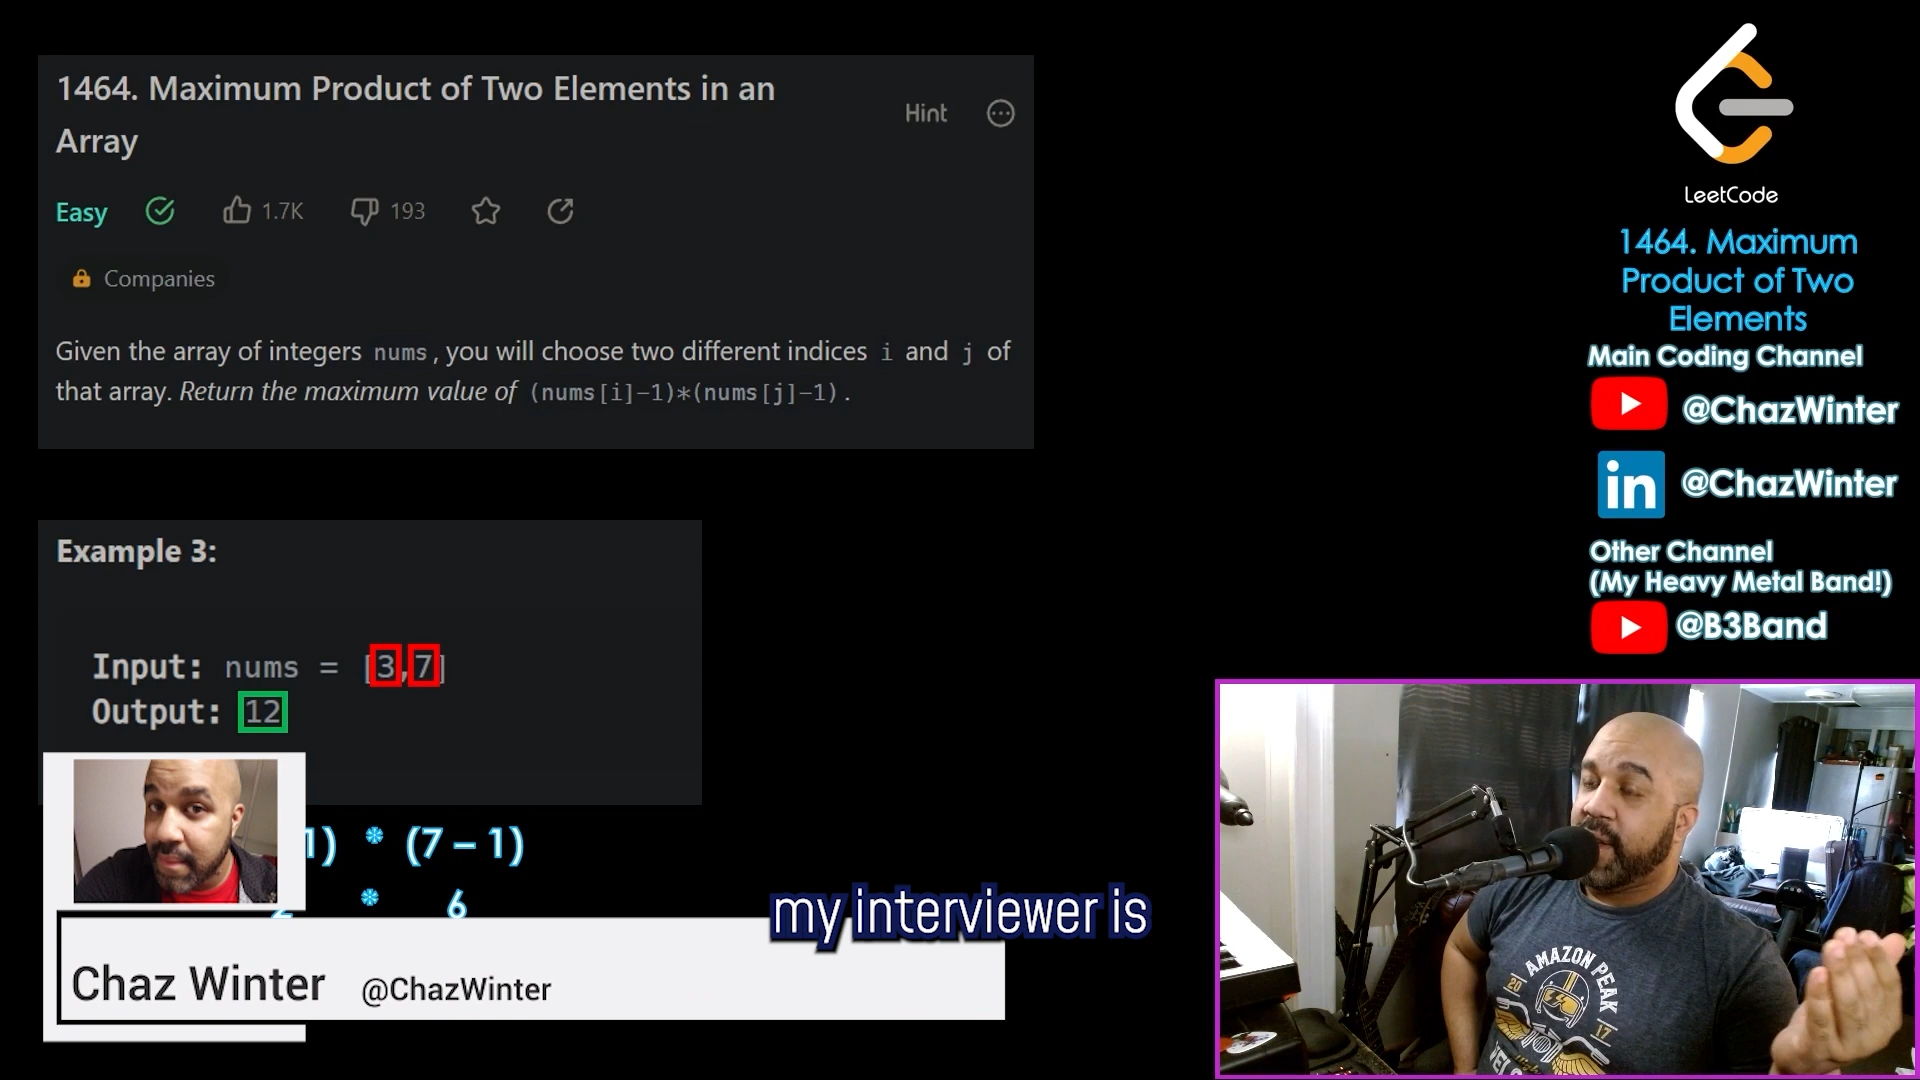 1464. Maximum Product of Two Elements in an
Array
Hint
Easy
1.7K
193
Companies
Given the array of integers nums, you will choose two different indices i and j of
that array. Return the maximum value of (nums[i]-1)*(nums[j]-1).
Example 3:
Input: nums = [3,7]
Output: 12
1) * (7 – 1)
* 6
Chaz Winter @ChazWinter
my interviewer is
LeetCode
1464. Maximum
Product of Two
Elements
Main Coding Channel
@ChazWinter
in @ChazWinter
Other Channel
(My Heavy Metal Band!)
@B3Band
AMAZON PEAK
20 17